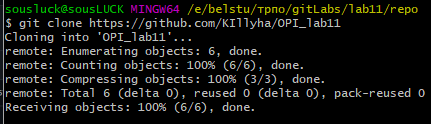 sousluck@sousLUCK MINGW64 /e/belstu/трпо/gitLabs/lab11/repo
$ git clone https://github.com/KIllyha/OPI_lab11
Cloning into 'OPI_lab11'...
remote: Enumerating objects: 6, done.
remote: Counting objects: 100% (6/6), done.
remote: Compressing objects: 100% (3/3), done.
remote: Total 6 (delta 0), reused 0 (delta 0), pack-reused 0
Receiving objects: 100% (6/6), done.